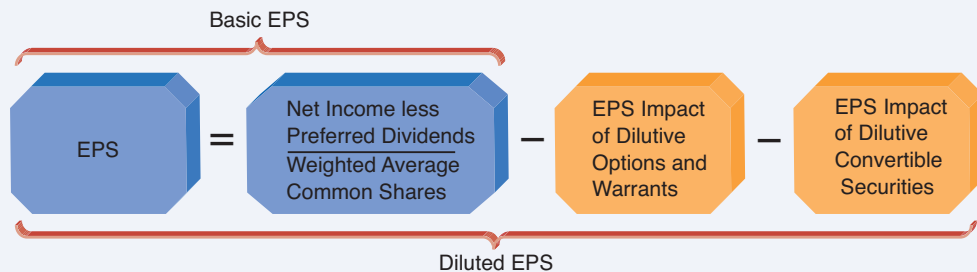 Basic EPS
EPS
=
Net Income less
Preferred Dividends
Weighted Average
Common Shares
–
EPS Impact
of Dilutive
Options and
Warrants
–
EPS Impact
of Dilutive
Convertible
Securities
Diluted EPS